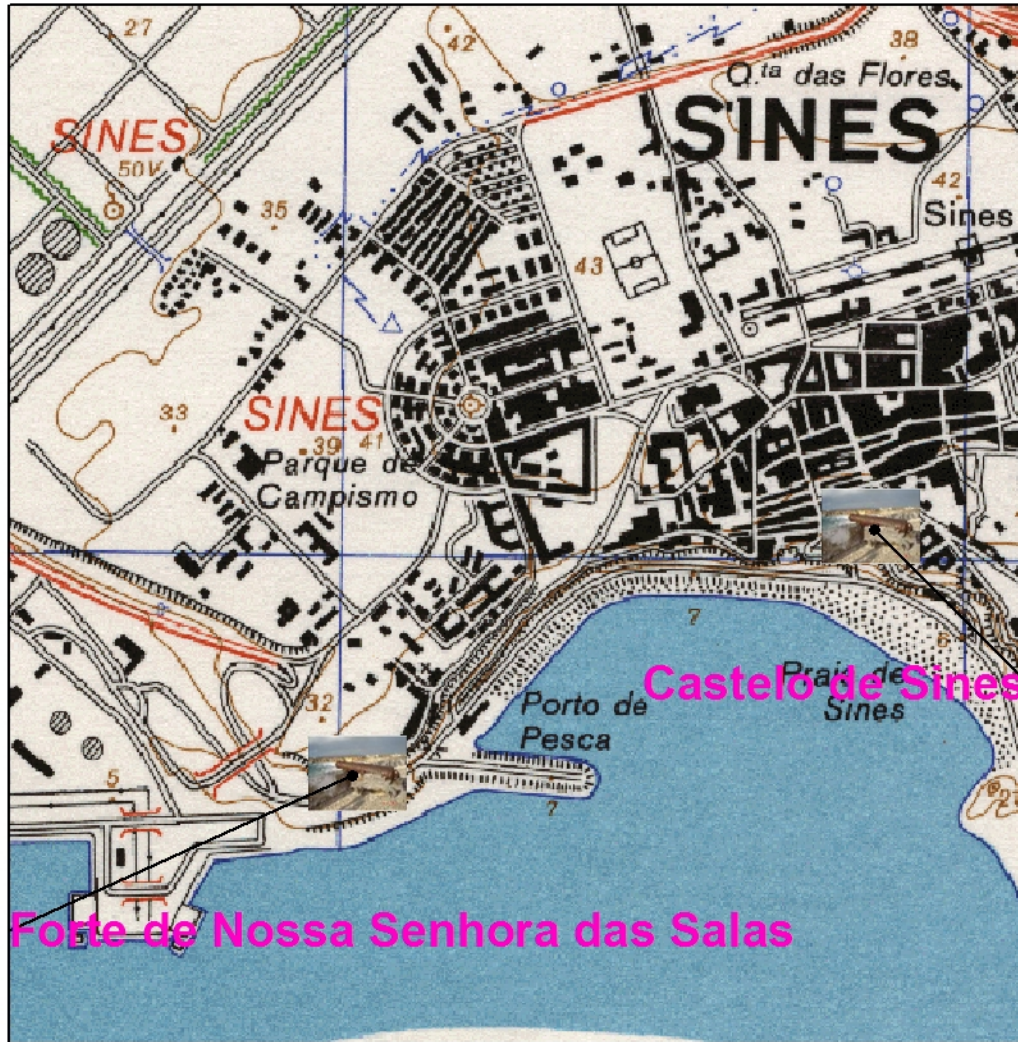 27
42
38
Q.ta das Flores
SINES
SINES
50V
42
35
Sines
43
33
SINES
39
41
Parque de
Campismo
7
6
Castelo de Sines
Praia de
Sines
32
Porto de
Pesca
5
7
Forte de Nossa Senhora das Salas